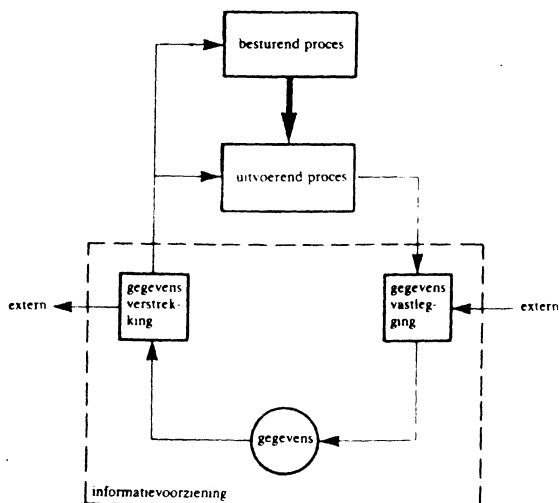 besturend proces
uitvoerend proces
gegevens
verstrek-
king
gegevens
vastleg-
ging
extern
extern
gegevens
informatievoorziening